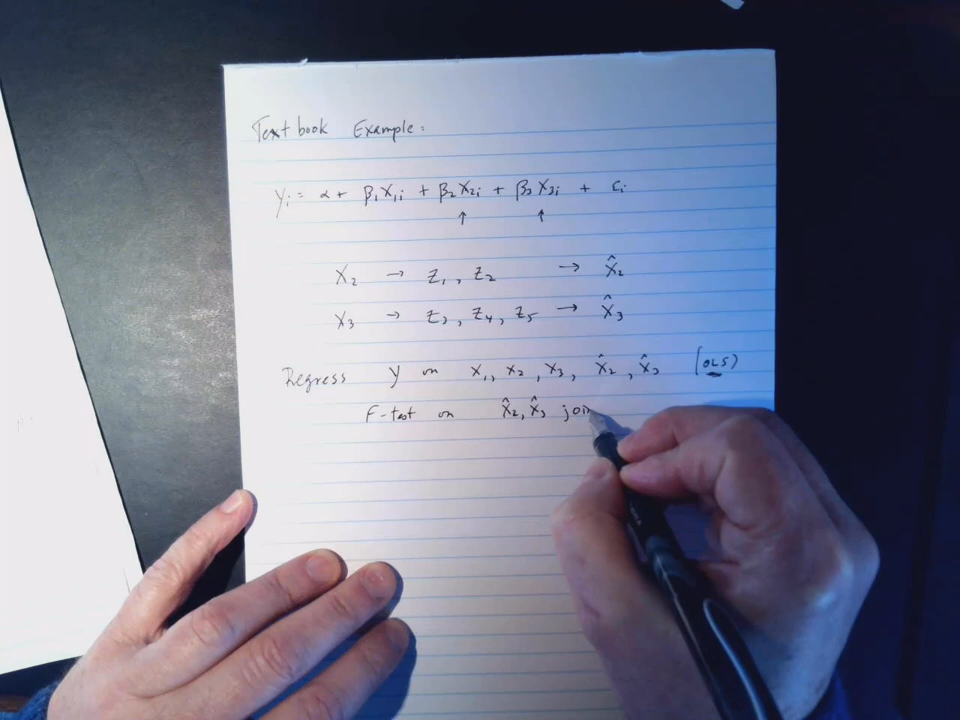 Textbook Example:
yᵢ = α + β₁X₁ᵢ + β₂X₂ᵢ + β₃X₃ᵢ + εᵢ
↑ ↑
X₂ → Z₁, Z₂ → X̂₂
X₃ → Z₃, Z₄, Z₅ → X̂₃
Regress y on X₁, X₂, X₃, X̂₂, X̂₃ (OLS)
F-test on X̂₂, X̂₃ join